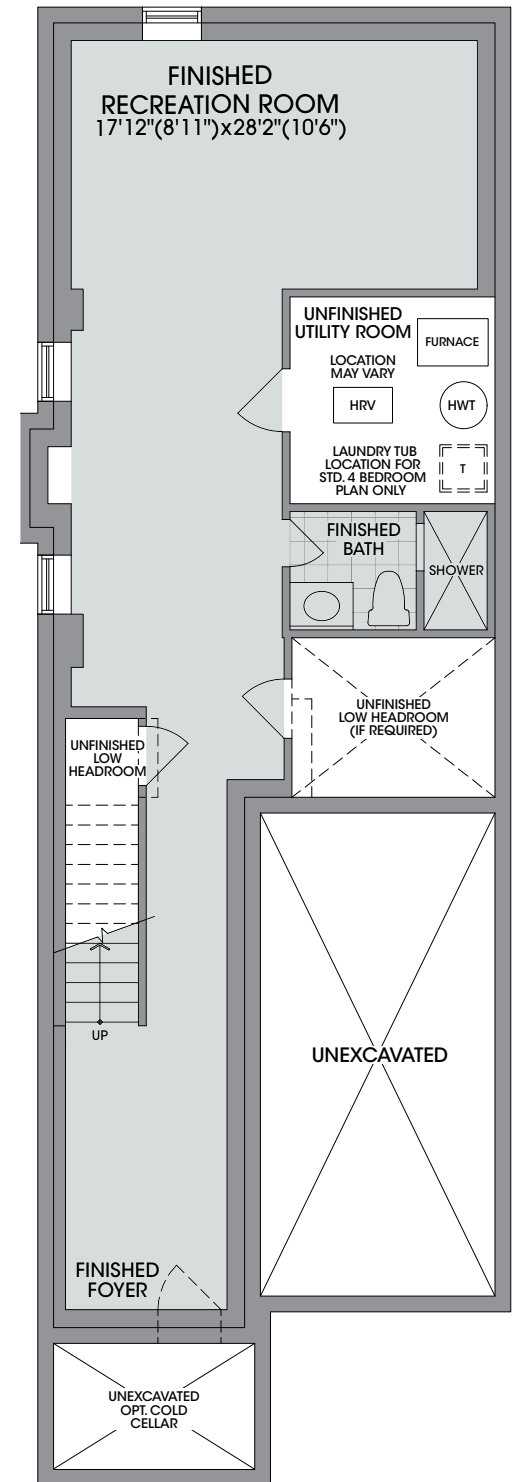 FINISHED
RECREATION ROOM
17'12"(8'11")x28'2"(10'6")
UNFINISHED
UTILITY ROOM
FURNACE
LOCATION
MAY VARY
HRV
HWT
LAUNDRY TUB
LOCATION FOR
STD. 4 BEDROOM
PLAN ONLY
T
FINISHED
BATH
SHOWER
UNFINISHED
LOW HEADROOM
(IF REQUIRED)
UNFINISHED
LOW
HEADROOM
UP
UNEXCAVATED
FINISHED
FOYER
UNEXCAVATED
OPT. COLD
CELLAR